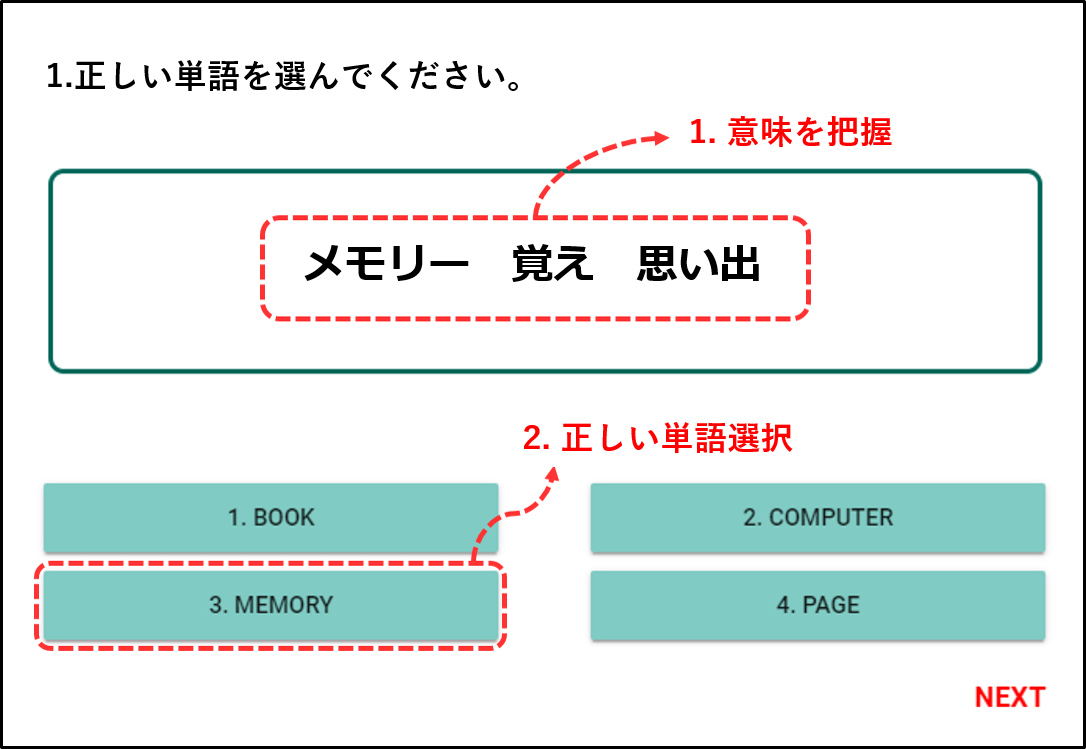 1.正しい単語を選んでください。
1. 意味を把握
メモリー　覚え　思い出
2. 正しい単語選択
1. BOOK
2. COMPUTER
3. MEMORY
4. PAGE
NEXT